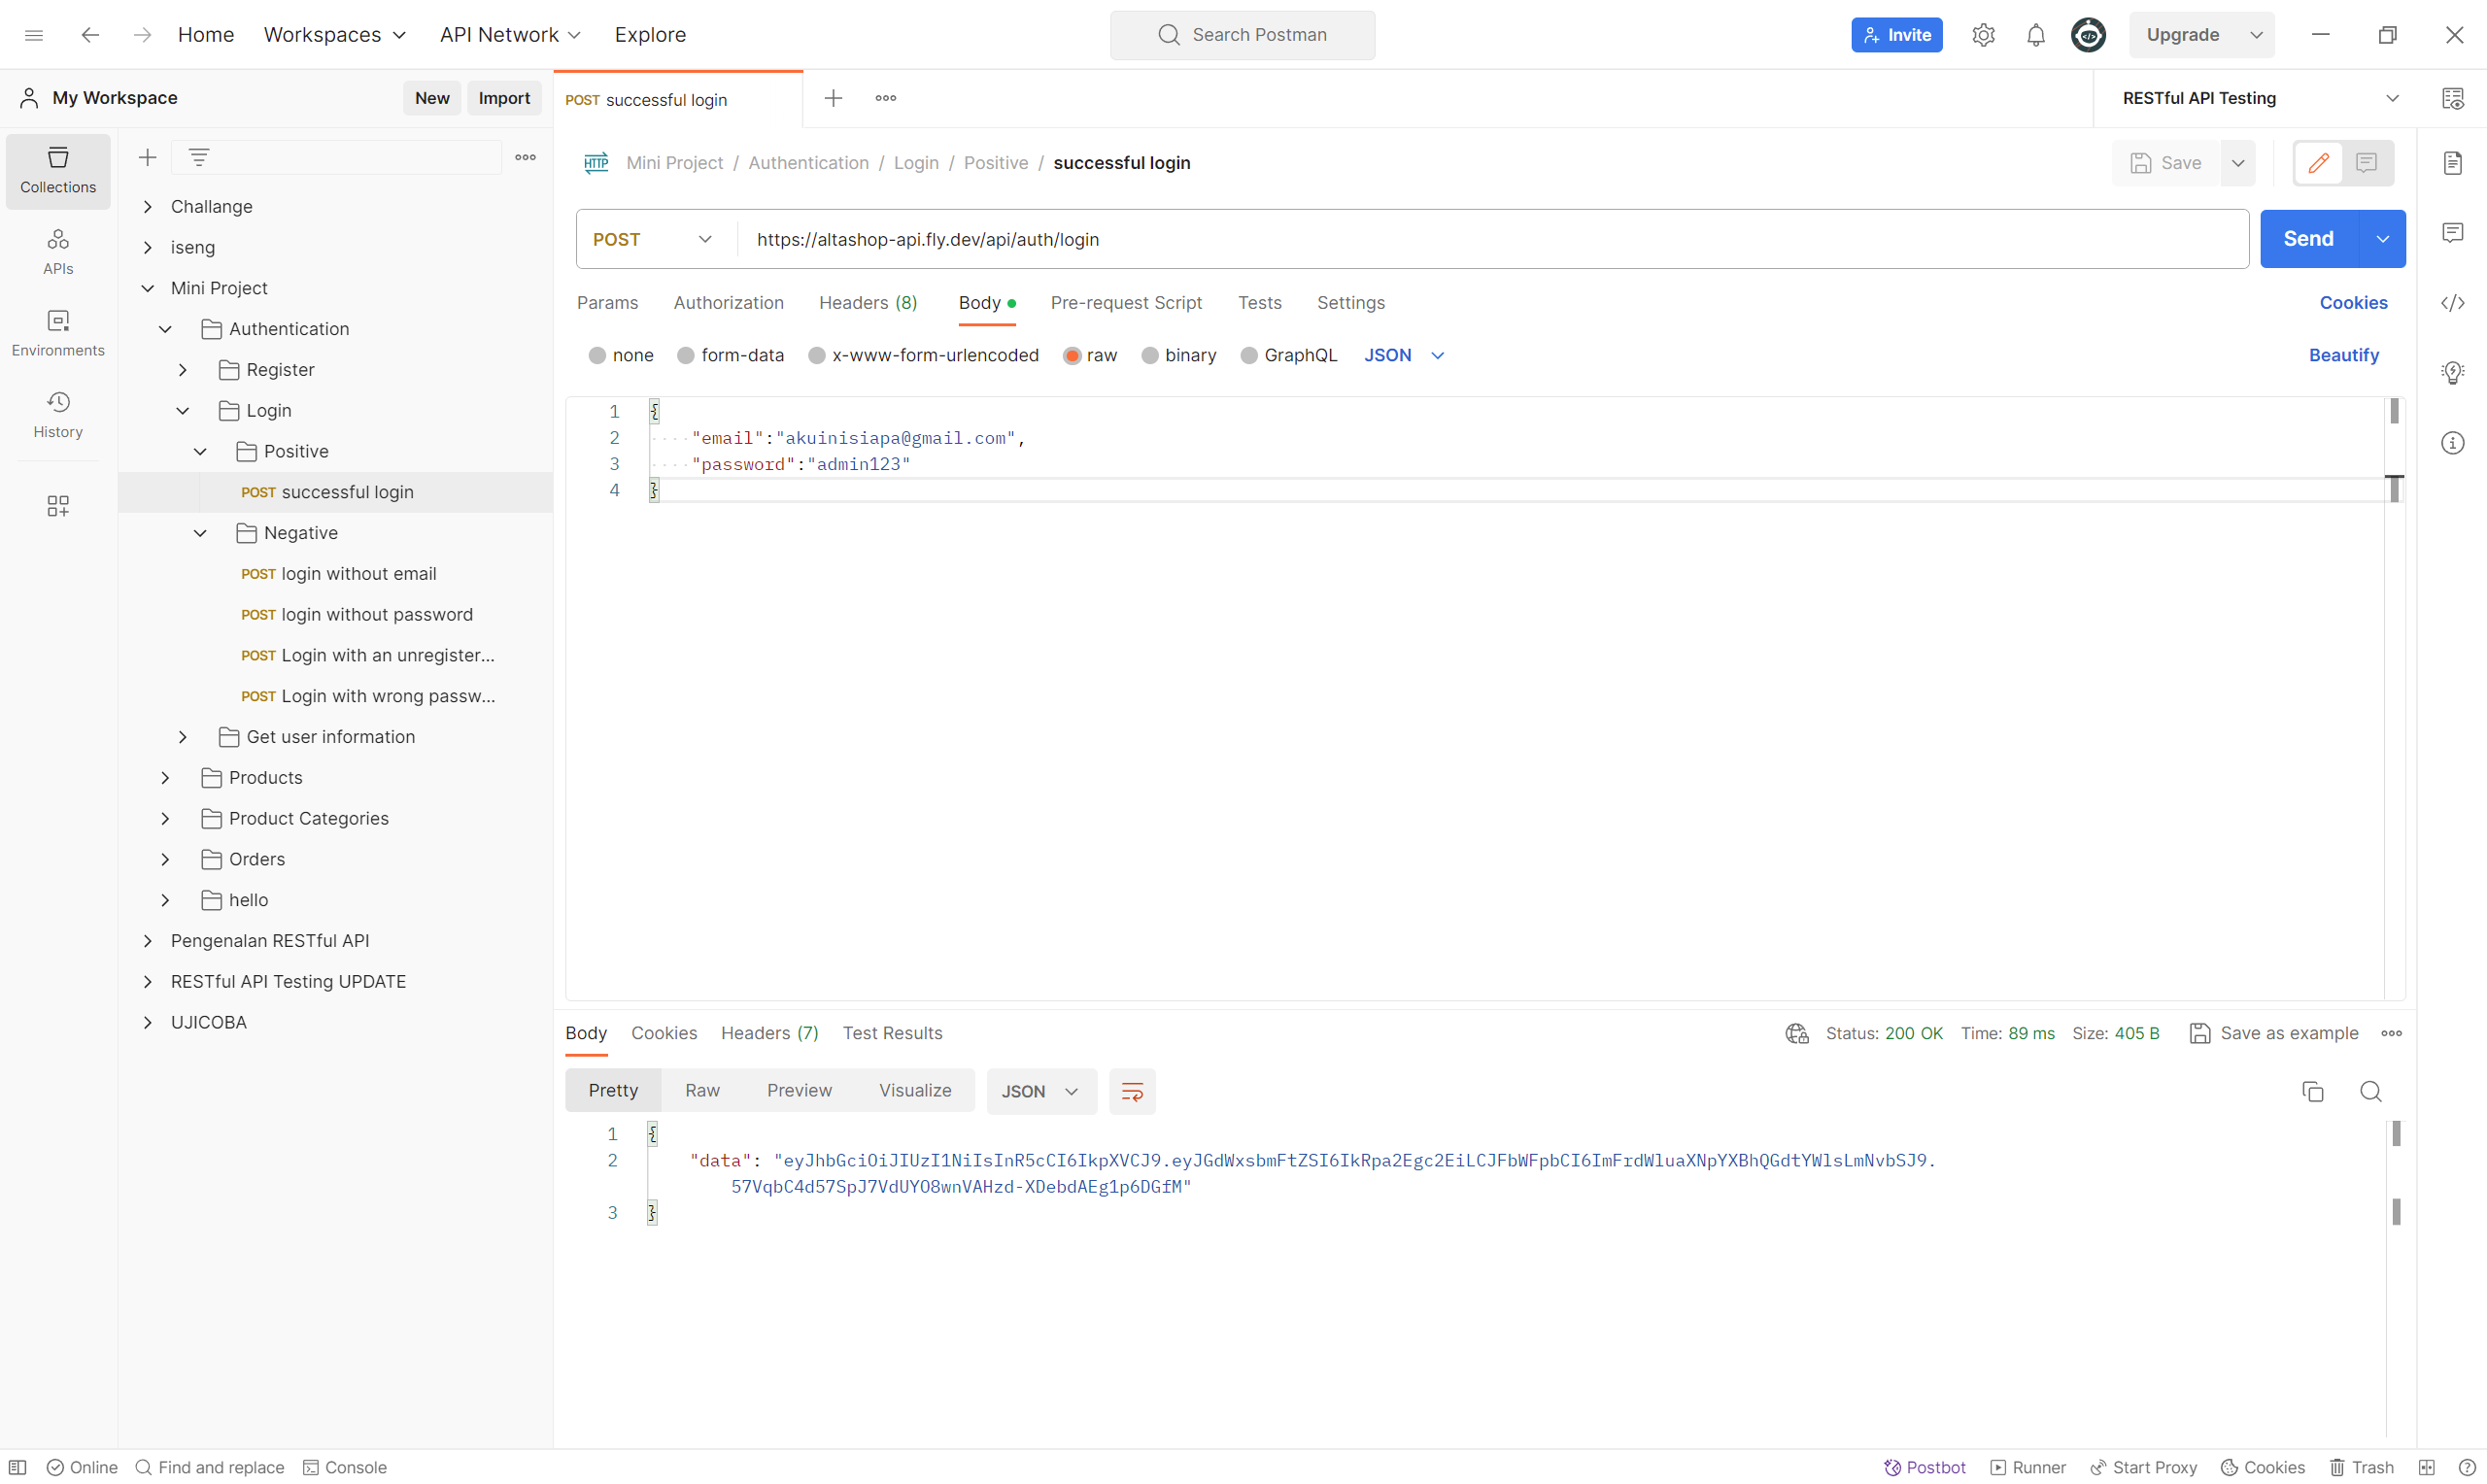 Home Workspaces API Network Explore Search Postman Invite Upgrade
My Workspace New Import POST successful login RESTful API Testing
Collections
APIs
Environments
History
Challange
iseng
Mini Project
Authentication
Register
Login
Positive
POST successful login
Negative
POST login without email
POST login without password
POST Login with an unregister...
POST Login with wrong passw...
Get user information
Products
Product Categories
Orders
hello
Pengenalan RESTful API
RESTful API Testing UPDATE
UJICOBA
HTTP Mini Project / Authentication / Login / Positive / successful login Save
POST https://altashop-api.fly.dev/api/auth/login Send
Params Authorization Headers (8) Body Pre-request Script Tests Settings Cookies
none form-data x-www-form-urlencoded raw binary GraphQL JSON Beautify
1 {
2 "email":"akuinisiapa@gmail.com",
3 "password":"admin123"
4 }
Body Cookies Headers (7) Test Results Status: 200 OK Time: 89 ms Size: 405 B Save as example
Pretty Raw Preview Visualize JSON
1 {
2 "data": "eyJhbGciOiJIUzI1NiIsInR5cCI6IkpXVCJ9.eyJGdWxsbmFtZSI6IkRpa2Egc2EiLCJFbWFpbCI6ImFrdWluaXNpYXBhQGdtYWlsLmNvbSJ9.
57VqbC4d57SpJ7VdUYO8wnVAHzd-XDebdAEg1p6DGfM"
3 }
Online Find and replace Console Postbot Runner Start Proxy Cookies Trash